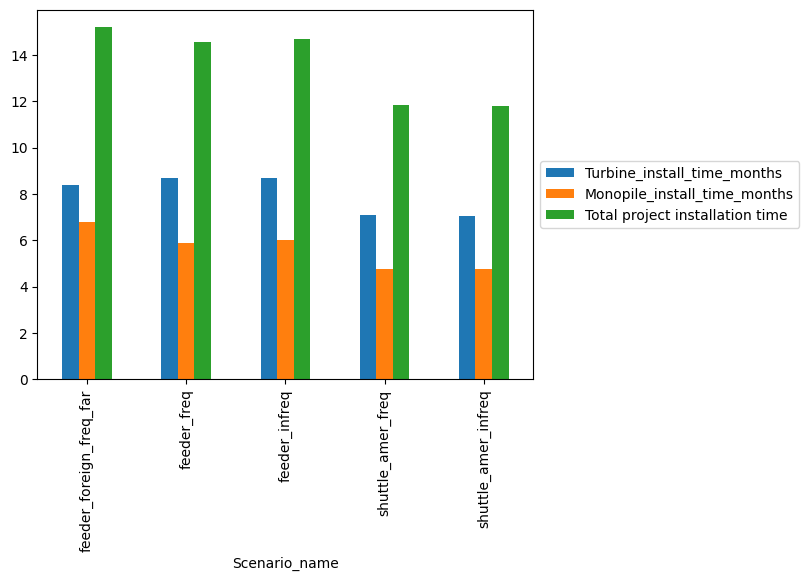 14
12
10
8
6
4
2
0
Turbine_install_time_months
Monopile_install_time_months
Total project installation time
feeder_foreign_freq_far
feeder_freq
feeder_infreq
shuttle_amer_freq
shuttle_amer_infreq
Scenario_name